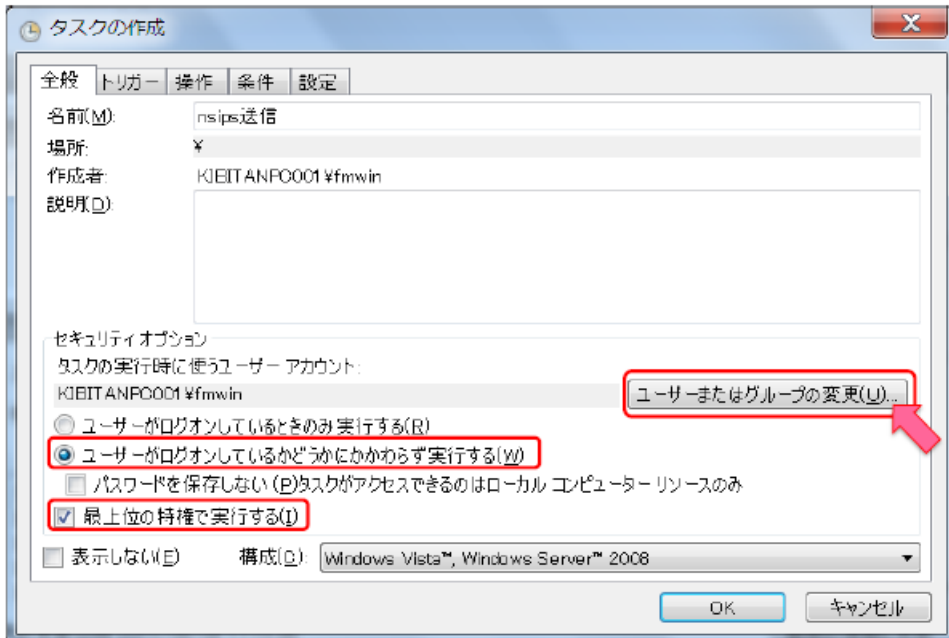 タスクの作成
全般 トリガー 操作 条件 設定
名前(M): nsips送信
場所: ¥
作成者: KIBITANPC001¥fmwin
説明(D):
セキュリティ オプション
タスクの実行時に使うユーザー アカウント:
KIBITANPC001¥fmwin ユーザーまたはグループの変更(U)...
ユーザーがログオンしているときのみ実行する(R)
ユーザーがログオンしているかどうかにかかわらず実行する(W)
パスワードを保存しない (P)タスクがアクセスできるのはローカル コンピューター リソースのみ
最上位の特権で実行する(I)
表示しない(E) 構成(C): Windows Vista™, Windows Server™ 2008
OK キャンセル